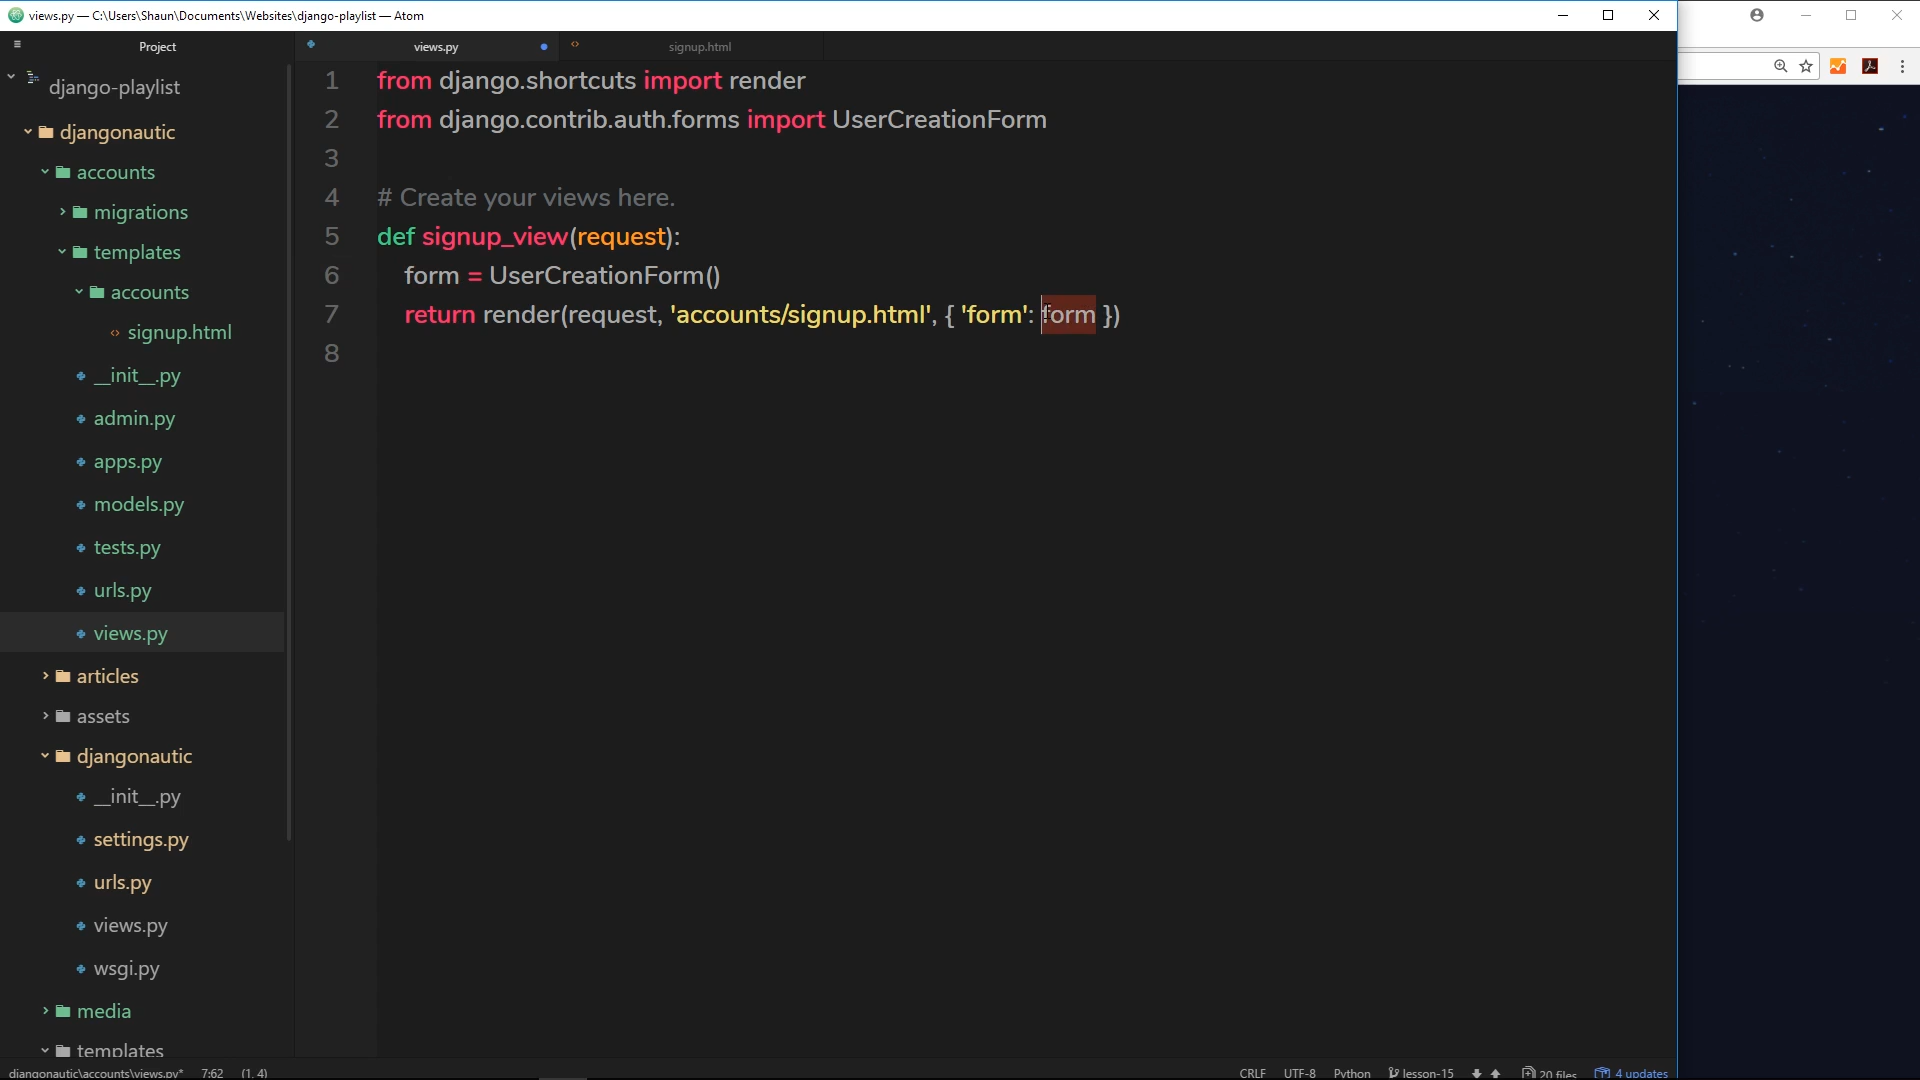 views.py — C:\Users\Shaun\Documents\Websites\django-playlist — Atom
Project
views.py
signup.html
django-playlist
djangonautic
accounts
migrations
templates
accounts
signup.html
__init__.py
admin.py
apps.py
models.py
tests.py
urls.py
views.py
articles
assets
djangonautic
__init__.py
settings.py
urls.py
views.py
wsgi.py
media
templates
1 from django.shortcuts import render
2 from django.contrib.auth.forms import UserCreationForm
3
4 # Create your views here.
5 def signup_view(request):
6 form = UserCreationForm()
7 return render(request, 'accounts/signup.html', { 'form': form })
8
djangonautic\accounts\views.py* 7:62 (1, 4)
CRLF UTF-8 Python lesson-15 20 files 4 updates